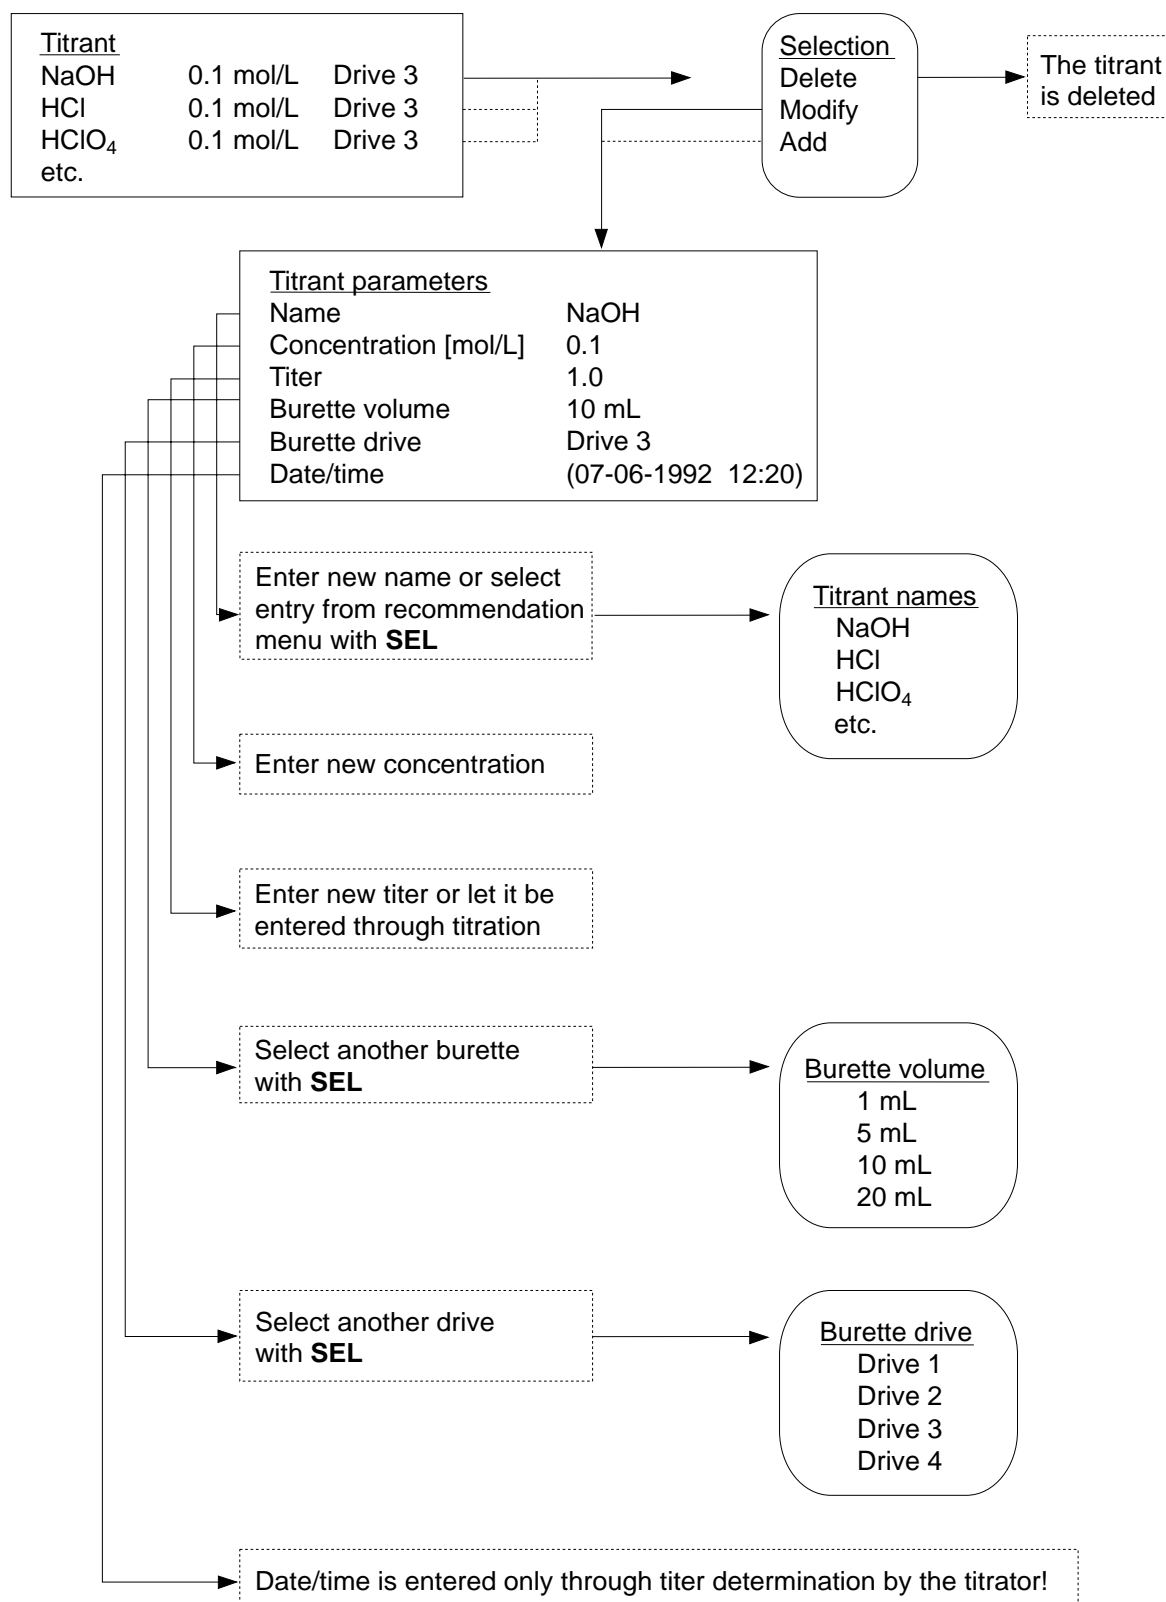 Titrant
NaOH 0.1 mol/L Drive 3
HCl 0.1 mol/L Drive 3
HClO₄ 0.1 mol/L Drive 3
etc.
Selection
Delete
Modify
Add
The titrant
is deleted
Titrant parameters
Name NaOH
Concentration [mol/L] 0.1
Titer 1.0
Burette volume 10 mL
Burette drive Drive 3
Date/time (07-06-1992 12:20)
Enter new name or select
entry from recommendation
menu with SEL
Titrant names
NaOH
HCl
HClO₄
etc.
Enter new concentration
Enter new titer or let it be
entered through titration
Select another burette
with SEL
Burette volume
1 mL
5 mL
10 mL
20 mL
Select another drive
with SEL
Burette drive
Drive 1
Drive 2
Drive 3
Drive 4
Date/time is entered only through titer determination by the titrator!